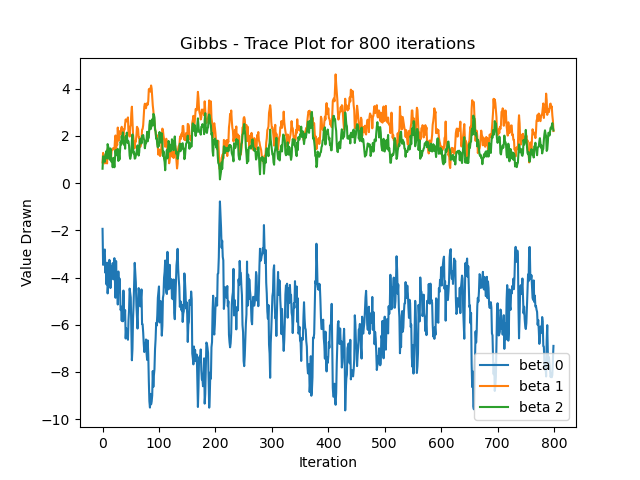 Gibbs - Trace Plot for 800 iterations
Value Drawn
4
2
0
−2
−4
−6
−8
−10
0
100
200
300
400
500
600
700
800
Iteration
beta 0
beta 1
beta 2